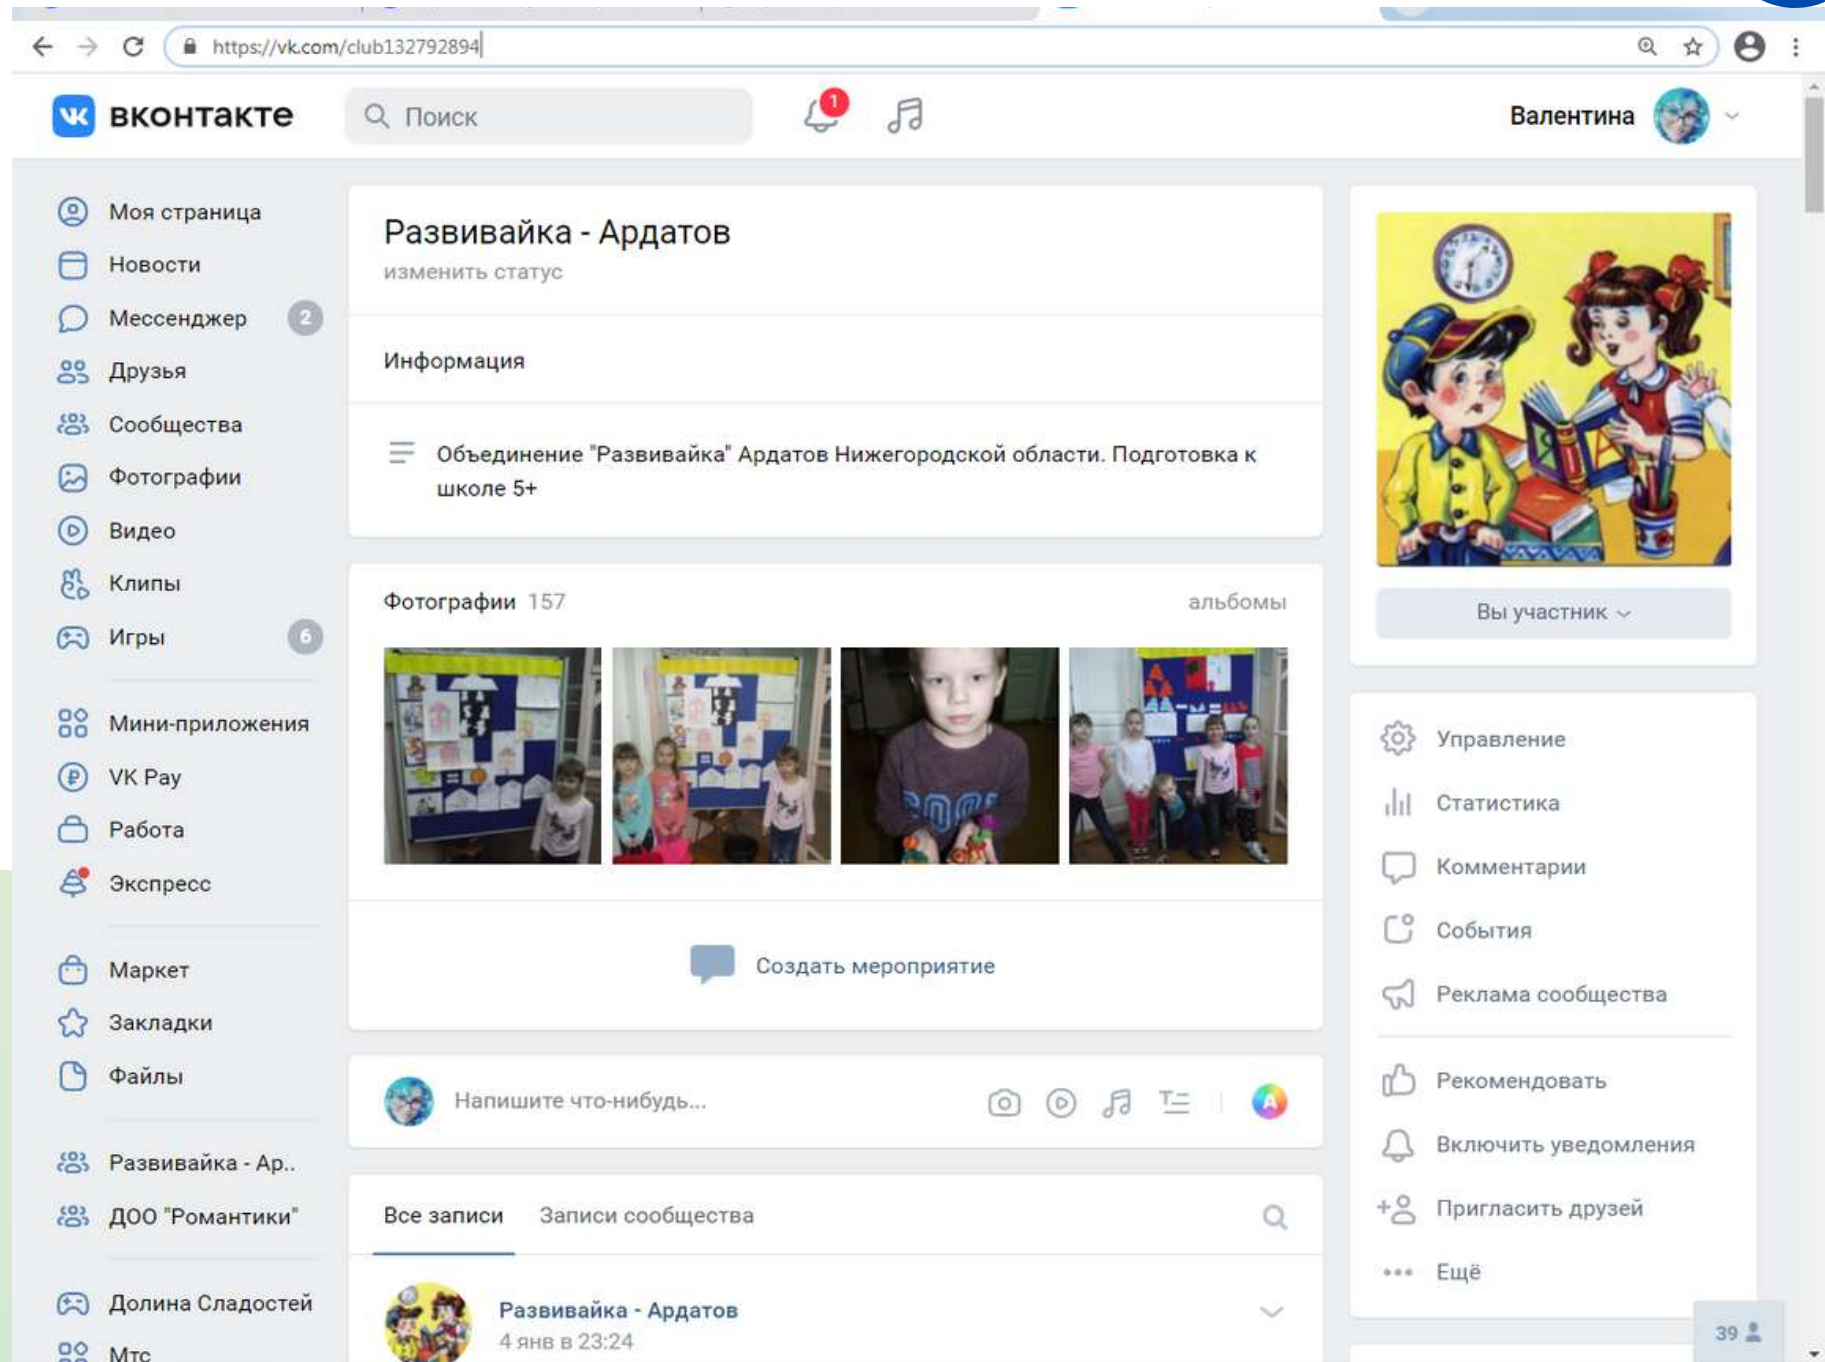 https://vk.com/club132792894
вконтакте
Поиск
1
Валентина
Моя страница
Новости
Мессенджер 2
Друзья
Сообщества
Фотографии
Видео
Клипы
Игры 6
Мини-приложения
VK Pay
Работа
Экспресс
Маркет
Закладки
Файлы
Развивайка - Ар..
ДОО "Романтики"
Долина Сладостей
Мтс
Развивайка - Ардатов
изменить статус
Информация
Объединение "Развивайка" Ардатов Нижегородской области. Подготовка к
школе 5+
Фотографии 157
альбомы
Создать мероприятие
Напишите что-нибудь...
Все записи
Записи сообщества
Развивайка - Ардатов
4 янв в 23:24
Вы участник
Управление
Статистика
Комментарии
События
Реклама сообщества
Рекомендовать
Включить уведомления
Пригласить друзей
Ещё
39